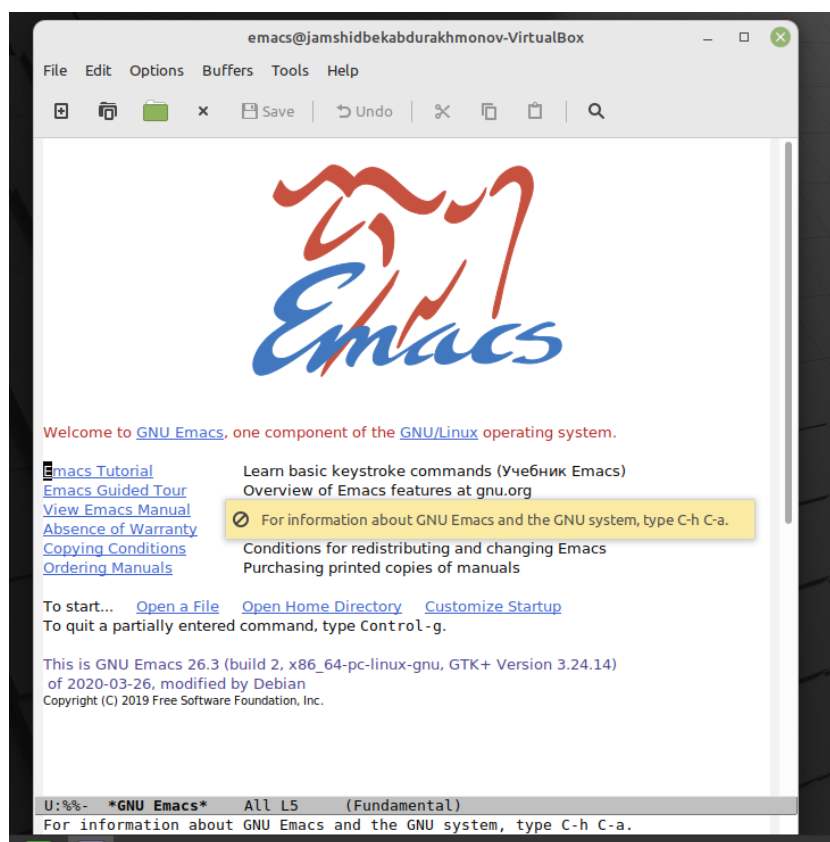 emacs@jamshidbekabdurakhmonov-VirtualBox
File Edit Options Buffers Tools Help
Save Undo
Emacs
Welcome to GNU Emacs, one component of the GNU/Linux operating system.
Emacs Tutorial Learn basic keystroke commands (Учебник Emacs)
Emacs Guided Tour Overview of Emacs features at gnu.org
View Emacs Manual
For information about GNU Emacs and the GNU system, type C-h C-a.
Absence of Warranty
Copying Conditions Conditions for redistributing and changing Emacs
Ordering Manuals Purchasing printed copies of manuals
To start... Open a File Open Home Directory Customize Startup
To quit a partially entered command, type Control-g.
This is GNU Emacs 26.3 (build 2, x86_64-pc-linux-gnu, GTK+ Version 3.24.14)
of 2020-03-26, modified by Debian
Copyright (C) 2019 Free Software Foundation, Inc.
U:%%- *GNU Emacs* All L5 (Fundamental)
For information about GNU Emacs and the GNU system, type C-h C-a.